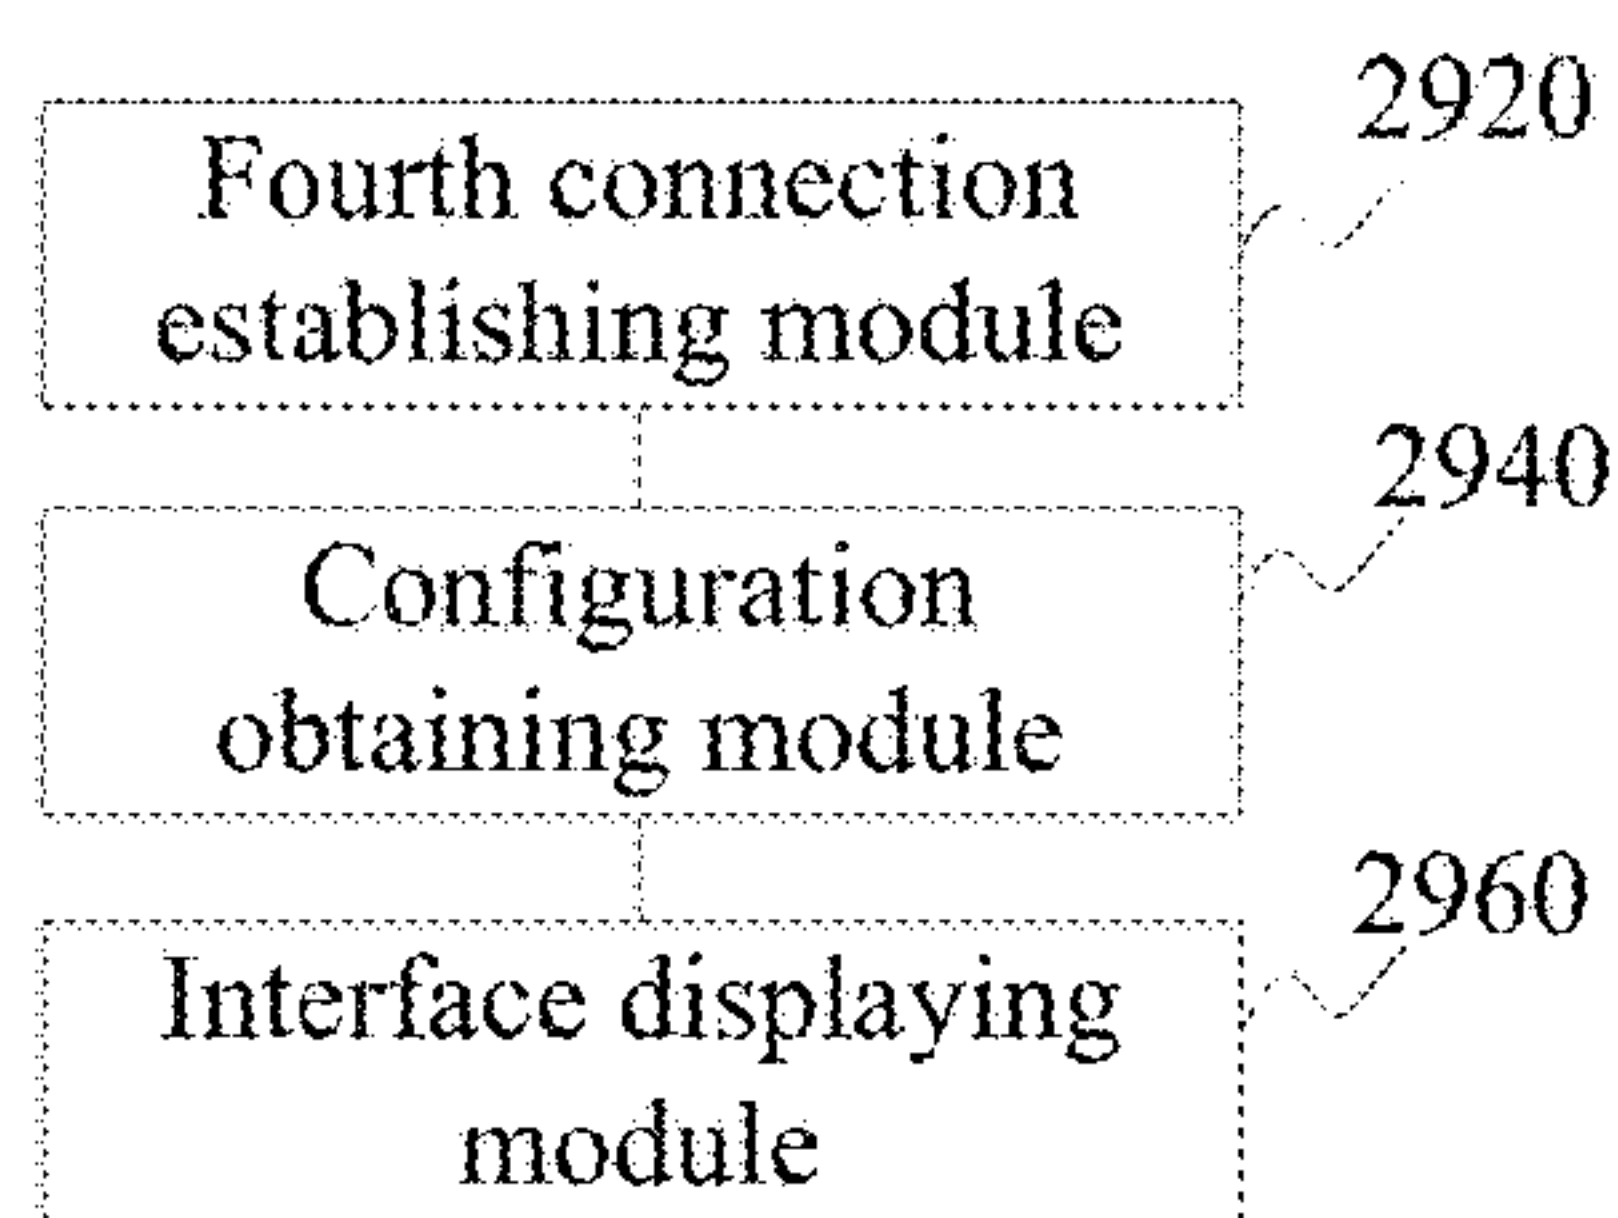 2920
Fourth connection
establishing module
2940
Configuration
obtaining module
2960
Interface displaying
module